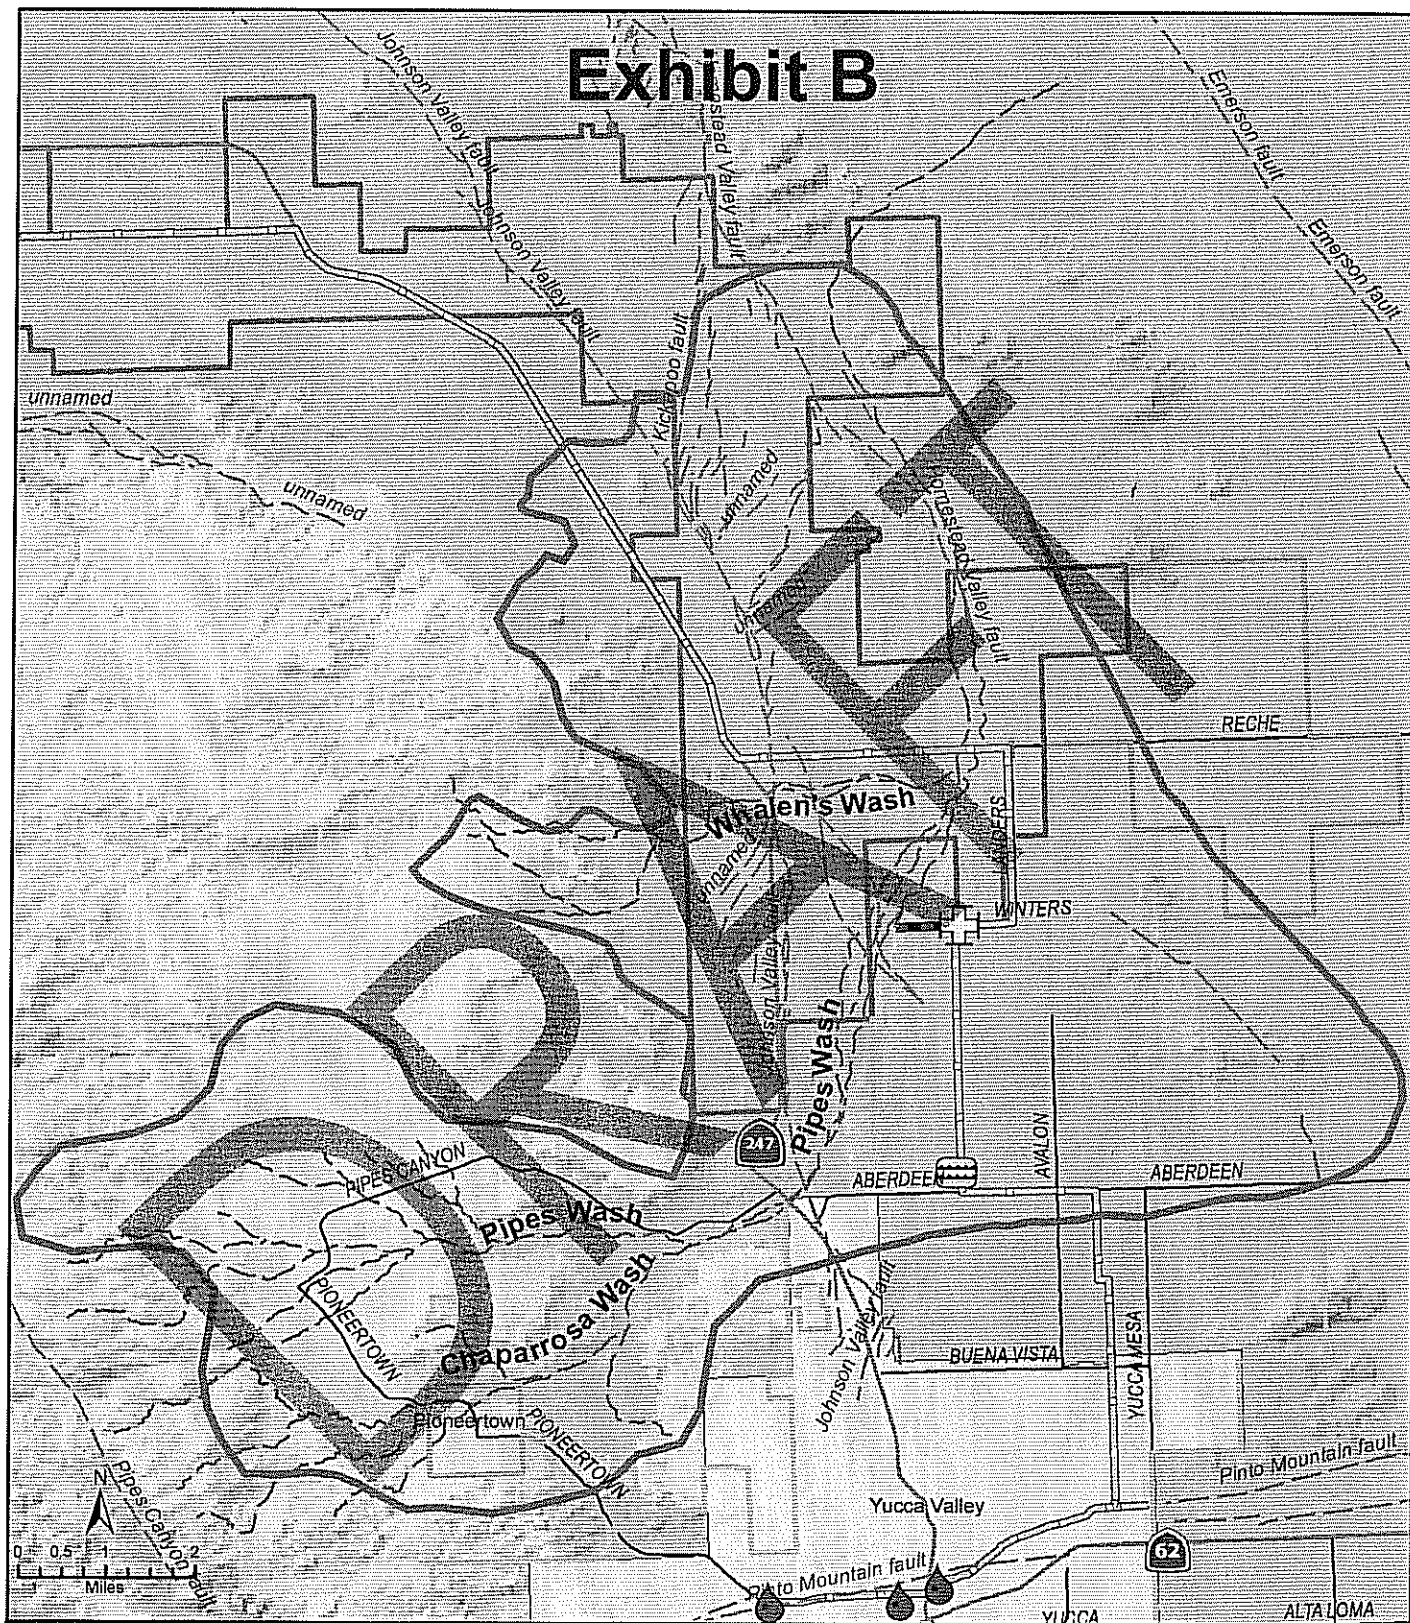 Exhibit B
Johnson Valley fault
Johnson Valley fault
Emerson fault
Emerson fault
Kickapoo fault
unnamed
unnamed
unnamed
unnamed
Homestead Valley fault
RECHE
Whalen's Wash
unnamed
LANDERS
WINTERS
Johnson Valley fault
Pipes Wash
247
AVALON
ABERDEEN
ABERDEEN
PIPES CANYON
Pipes Wash
PIONEERTOWN
Chaparrosa Wash
Johnson Valley fault
BUENA VISTA
YUCCA MESA
Pioneertown
PIONEERTOWN
Pinto Mountain fault
Pipes Canyon fault
N
Yucca Valley
62
0 0.5 1 2
Miles
Pinto Mountain fault
YUCCA
ALTA LOMA
DRAFT